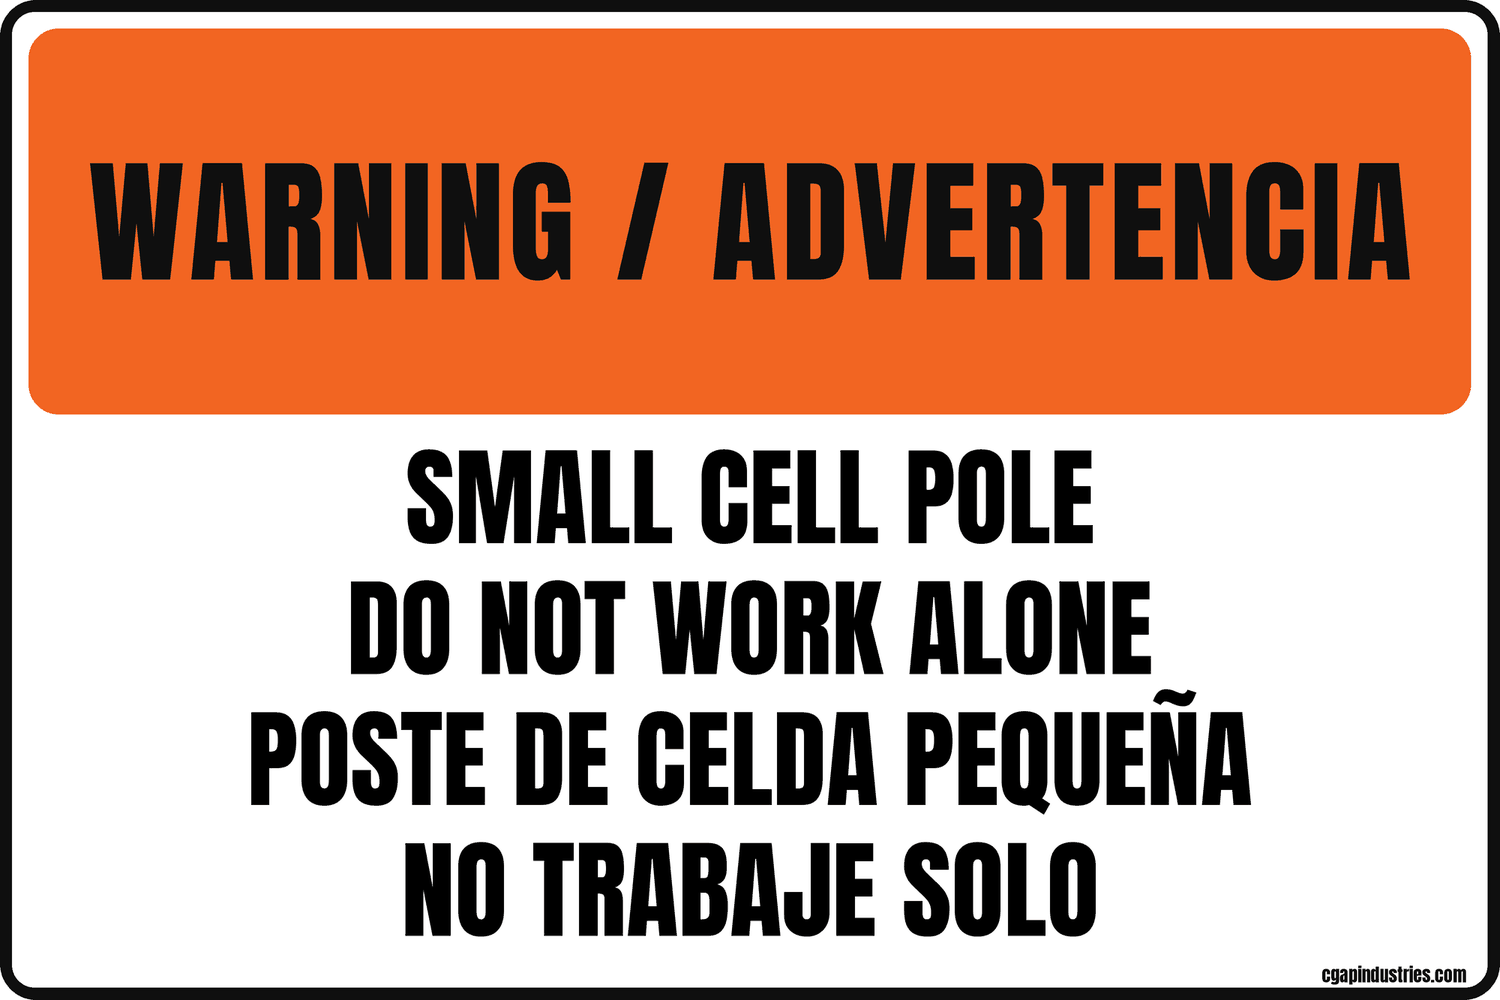 WARNING / ADVERTENCIA
SMALL CELL POLE
DO NOT WORK ALONE
POSTE DE CELDA PEQUEÑA
NO TRABAJE SOLO
cgapindustries.com